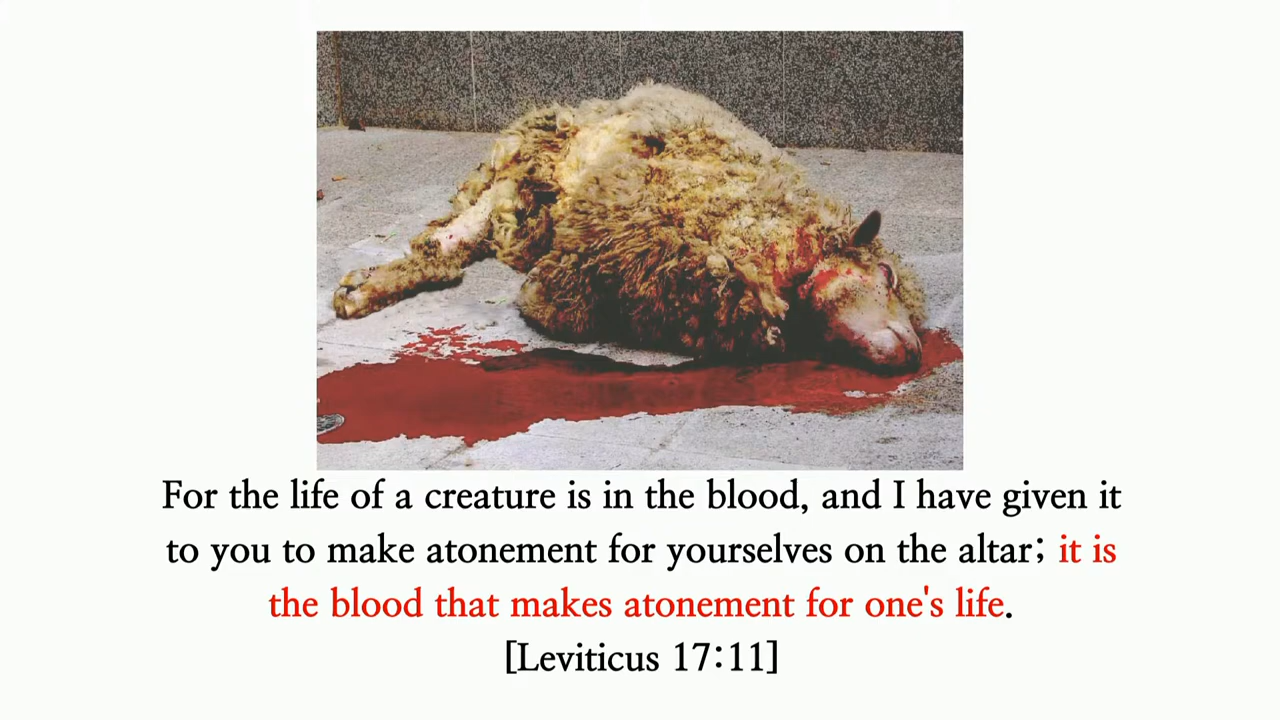 For the life of a creature is in the blood, and I have given it
to you to make atonement for yourselves on the altar; it is
the blood that makes atonement for one's life.
[Leviticus 17:11]